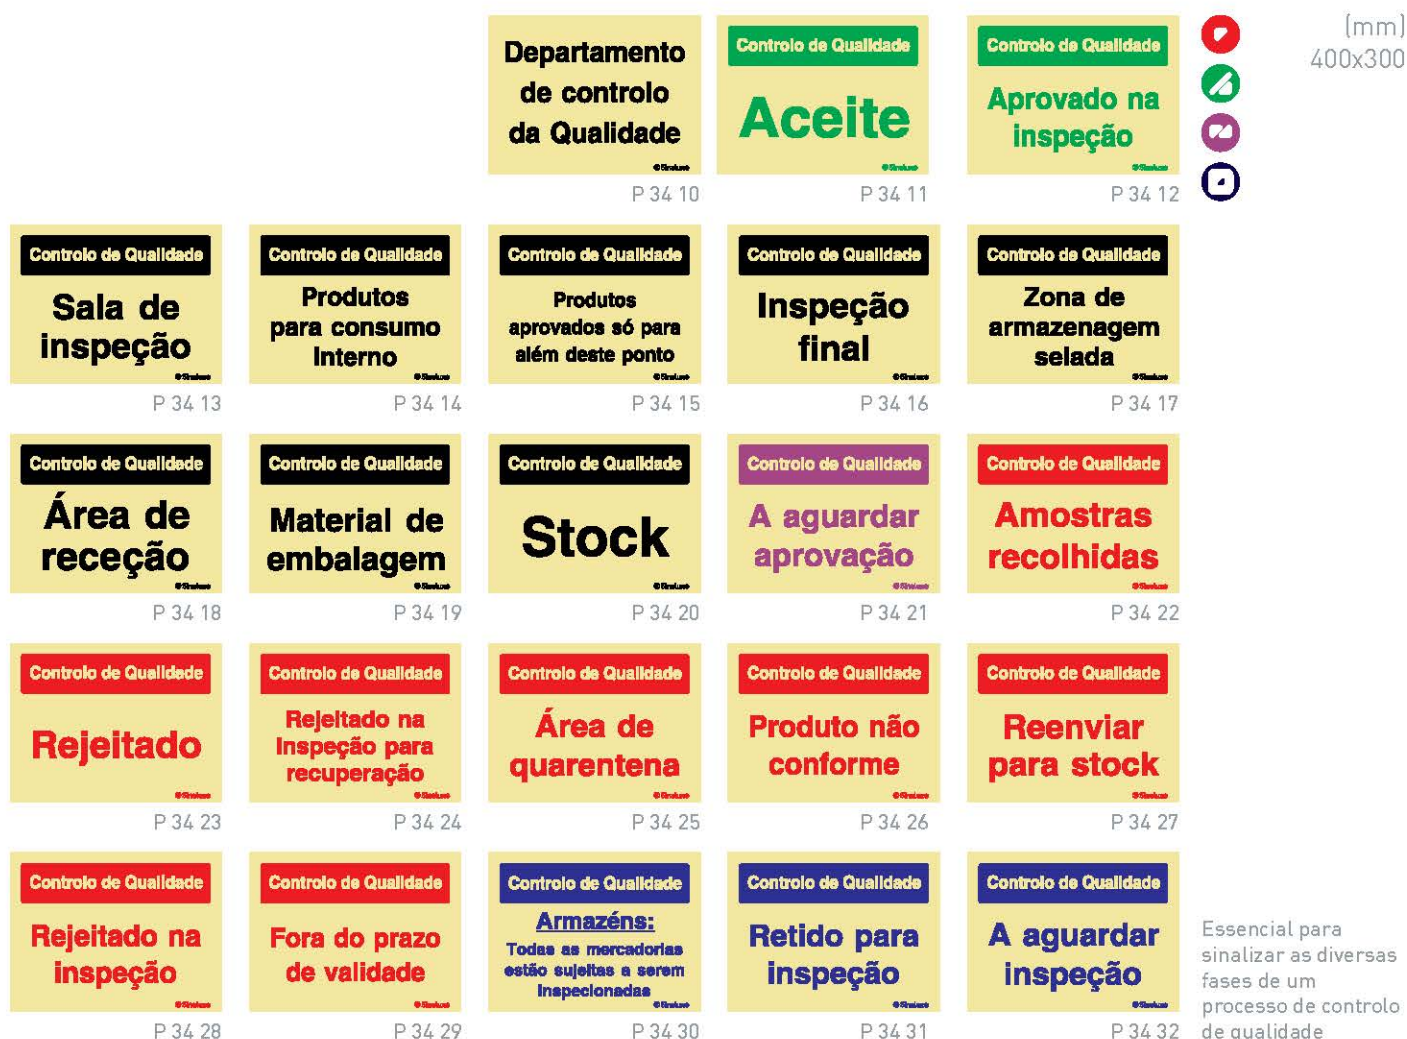 Departamento
de controlo
da Qualidade
P 34 10
Controlo de Qualidade
Aceite
P 34 11
Controlo de Qualidade
Aprovado na
inspeção
P 34 12
(mm)
400x300
Controlo de Qualidade
Sala de
inspeção
P 34 13
Controlo de Qualidade
Produtos
para consumo
Interno
P 34 14
Controlo de Qualidade
Produtos
aprovados só para
além deste ponto
P 34 15
Controlo de Qualidade
Inspeção
final
P 34 16
Controlo de Qualidade
Zona de
armazenagem
selada
P 34 17
Controlo de Qualidade
Área de
receção
P 34 18
Controlo de Qualidade
Material de
embalagem
P 34 19
Controlo de Qualidade
Stock
P 34 20
Controlo de Qualidade
A aguardar
aprovação
P 34 21
Controlo de Qualidade
Amostras
recolhidas
P 34 22
Controlo de Qualidade
Rejeitado
P 34 23
Controlo de Qualidade
Rejeitado na
Inspeção para
recuperação
P 34 24
Controlo de Qualidade
Área de
quarentena
P 34 25
Controlo de Qualidade
Produto não
conforme
P 34 26
Controlo de Qualidade
Reenviar
para stock
P 34 27
Controlo de Qualidade
Rejeitado na
inspeção
P 34 28
Controlo de Qualidade
Fora do prazo
de validade
P 34 29
Controlo de Qualidade
Armazéns:
Todas as mercadorias
estão sujeitas a serem
Inspecionadas
P 34 30
Controlo de Qualidade
Retido para
inspeção
P 34 31
Controlo de Qualidade
A aguardar
inspeção
P 34 32
Essencial para
sinalizar as diversas
fases de um
processo de controlo
de qualidade